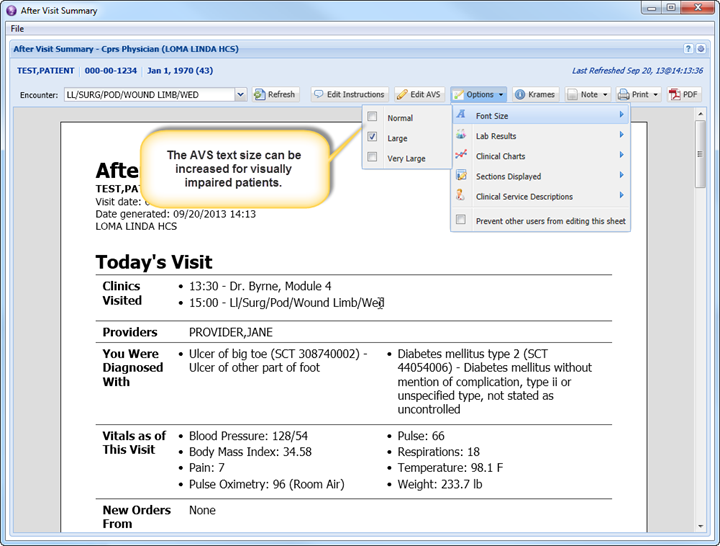 After Visit Summary
File
After Visit Summary - Cprs Physician (LOMA LINDA HCS)
?
TEST,PATIENT 000-00-1234 Jan 1, 1970 (43) Last Refreshed Sep 20, 13@14:13:36
Encounter: LL/SURG/POD/WOUND LIMB/WED Refresh Edit Instructions Edit AVS Options Krames Note Print PDF
Normal
Large
Very Large
Font Size
Lab Results
Clinical Charts
Sections Displayed
Clinical Service Descriptions
Prevent other users from editing this sheet
The AVS text size can be
increased for visually
impaired patients.
After
TEST,PAT
Visit date:
Date generated: 09/20/2013 14:13
LOMA LINDA HCS
Today's Visit
Clinics Visited
• 13:30 - Dr. Byrne, Module 4
• 15:00 - Ll/Surg/Pod/Wound Limb/Wed
Providers PROVIDER,JANE
You Were
Diagnosed
With
• Ulcer of big toe (SCT 308740002) -
Ulcer of other part of foot
• Diabetes mellitus type 2 (SCT
44054006) - Diabetes mellitus without
mention of complication, type ii or
unspecified type, not stated as
uncontrolled
Vitals as of
This Visit
• Blood Pressure: 128/54
• Body Mass Index: 34.58
• Pain: 7
• Pulse Oximetry: 96 (Room Air)
• Pulse: 66
• Respirations: 18
• Temperature: 98.1 F
• Weight: 233.7 lb
New Orders
From
None